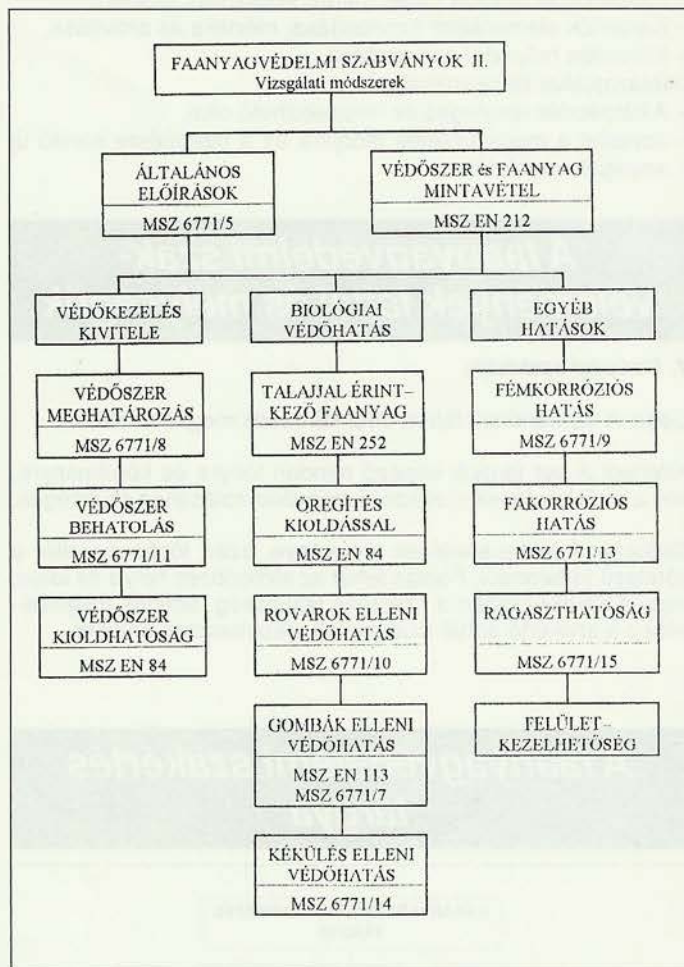 FAANYAGVÉDELMI SZABVÁNYOK II.
Vizsgálati módszerek
ÁLTALÁNOS
ELŐÍRÁSOK
MSZ 6771/5
VÉDŐSZER és FAANYAG
MINTAVÉTEL
MSZ EN 212
VÉDŐKEZELÉS
KIVITELE
VÉDŐSZER
MEGHATÁROZÁS
MSZ 6771/8
VÉDŐSZER
BEHATOLÁS
MSZ 6771/11
VÉDŐSZER
KIOLDHATÓSÁG
MSZ EN 84
BIOLÓGIAI
VÉDŐHATÁS
TALAJJAL ÉRINT–
KEZŐ FAANYAG
MSZ EN 252
ÖREGÍTÉS
KIOLDÁSSAL
MSZ EN 84
ROVAROK ELLENI
VÉDŐHATÁS
MSZ 6771/10
GOMBÁK ELLENI
VÉDŐHATÁS
MSZ EN 113
MSZ 6771/7
KÉKÜLÉS ELLENI
VÉDŐHATÁS
MSZ 6771/14
EGYÉB
HATÁSOK
FÉMKORRÓZIÓS
HATÁS
MSZ 6771/9
FAKORRÓZIÓS
HATÁS
MSZ 6771/13
RAGASZTHATÓSÁG
MSZ 6771/15
FELÜLET–
KEZELHETŐSÉG